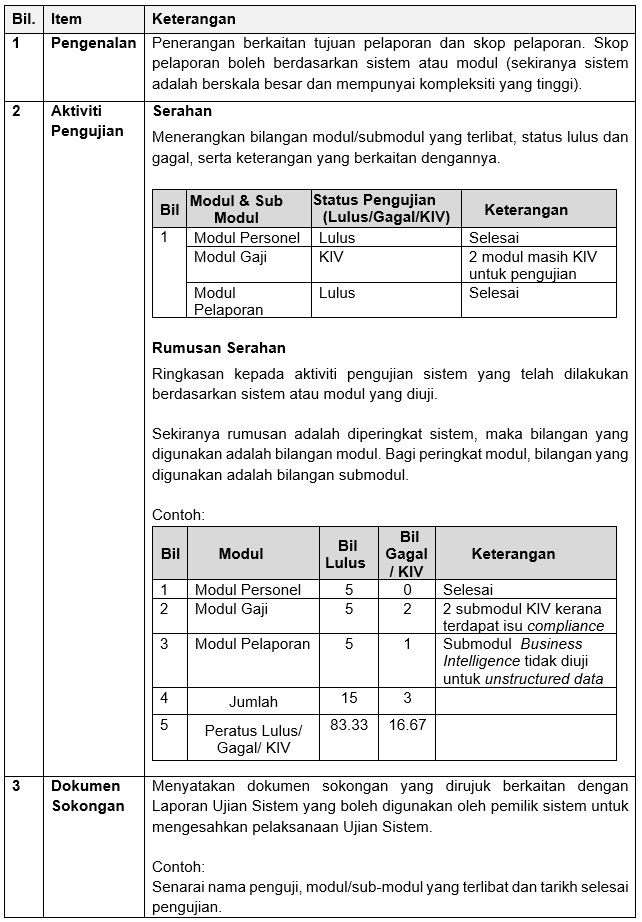 Bil. Item Keterangan
1 Pengenalan Penerangan berkaitan tujuan pelaporan dan skop pelaporan. Skop
pelaporan boleh berdasarkan sistem atau modul (sekiranya sistem
adalah berskala besar dan mempunyai kompleksiti yang tinggi).
2 Aktiviti Pengujian
Serahan
Menerangkan bilangan modul/submodul yang terlibat, status lulus dan
gagal, serta keterangan yang berkaitan dengannya.
Bil Modul & Sub Modul Status Pengujian (Lulus/Gagal/KIV) Keterangan
1 Modul Personel Lulus Selesai
Modul Gaji KIV 2 modul masih KIV
untuk pengujian
Modul Pelaporan Lulus Selesai
Rumusan Serahan
Ringkasan kepada aktiviti pengujian sistem yang telah dilakukan
berdasarkan sistem atau modul yang diuji.
Sekiranya rumusan adalah diperingkat sistem, maka bilangan yang
digunakan adalah bilangan modul. Bagi peringkat modul, bilangan yang
digunakan adalah bilangan submodul.
Contoh:
Bil Modul Bil Lulus Bil Gagal / KIV Keterangan
1 Modul Personel 5 0 Selesai
2 Modul Gaji 5 2 2 submodul KIV kerana
terdapat isu compliance
3 Modul Pelaporan 5 1 Submodul Business
Intelligence tidak diuji
untuk unstructured data
4 Jumlah 15 3
5 Peratus Lulus/ Gagal/ KIV 83.33 16.67
3 Dokumen Sokongan
Menyatakan dokumen sokongan yang dirujuk berkaitan dengan
Laporan Ujian Sistem yang boleh digunakan oleh pemilik sistem untuk
mengesahkan pelaksanaan Ujian Sistem.
Contoh:
Senarai nama penguji, modul/sub-modul yang terlibat dan tarikh selesai
pengujian.